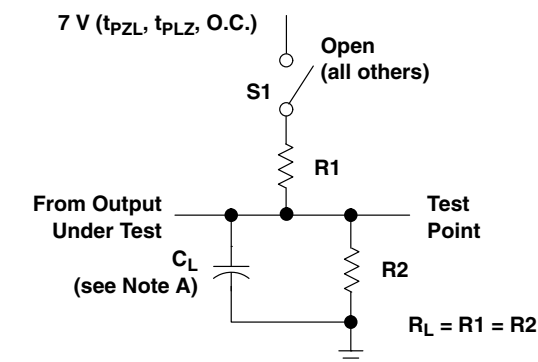 7 V (tPZL, tPLZ, O.C.)
Open
(all others)
S1
R1
From Output
Under Test
Test
Point
CL
(see Note A)
R2
RL = R1 = R2